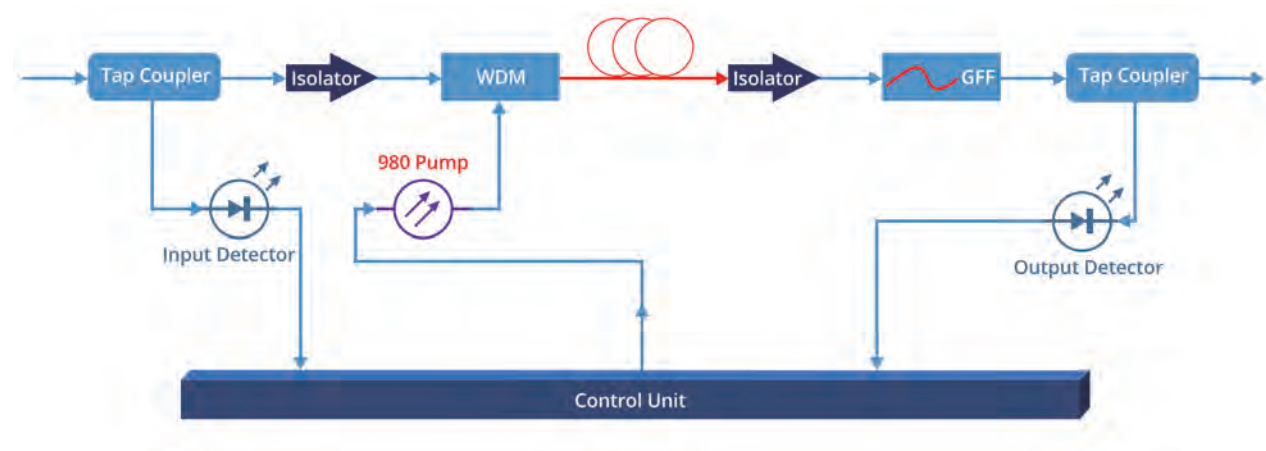 Tap Coupler
Isolator
WDM
Isolator
GFF
Tap Coupler
980 Pump
Input Detector
Output Detector
Control Unit